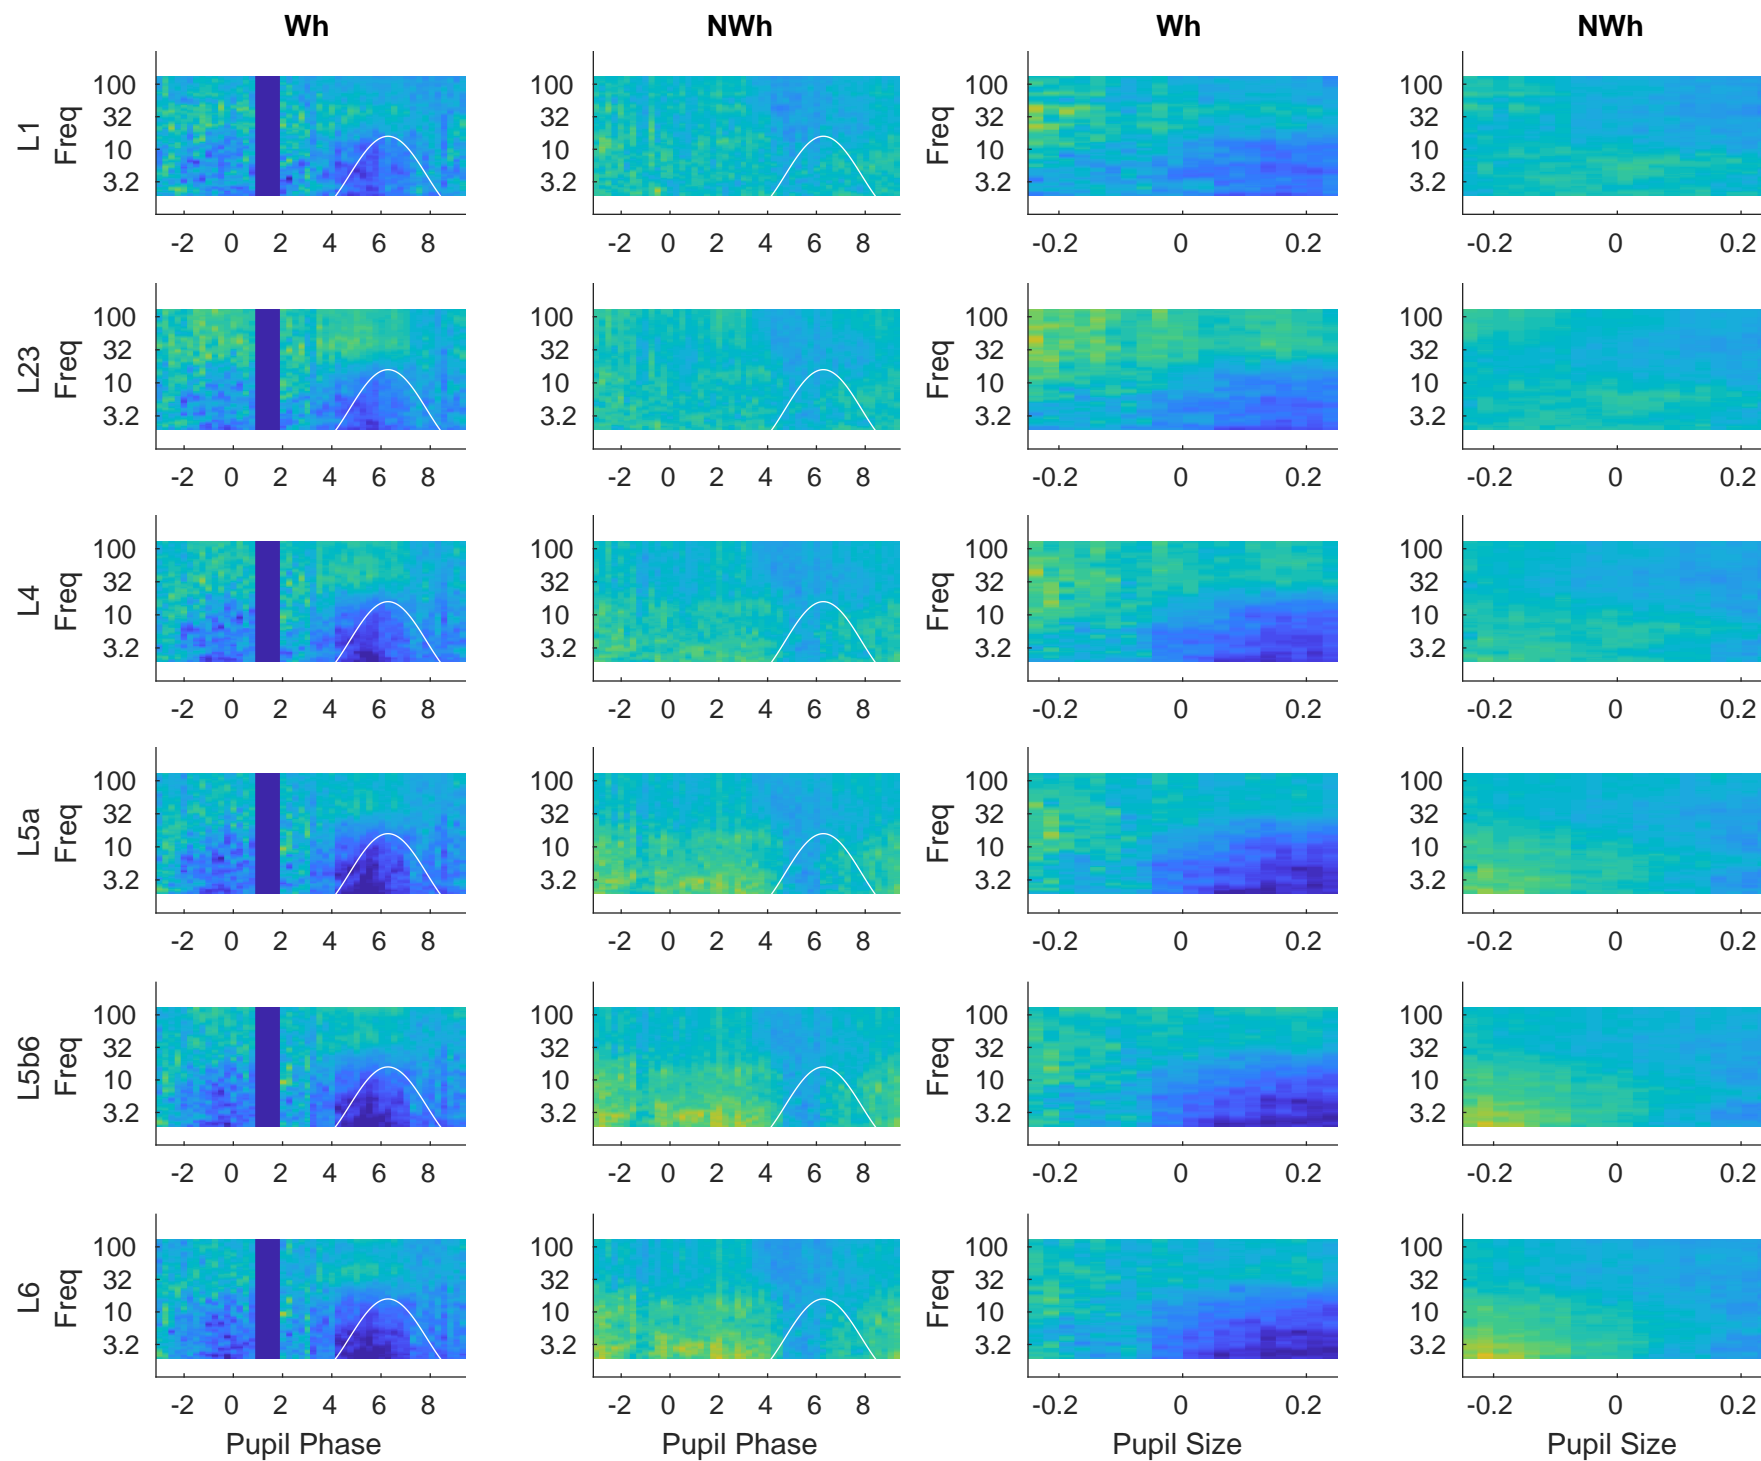 Wh NWh Wh NWh
L1 Freq 100 32 10 3.2 100 32 10 3.2 Freq 100 32 10 3.2 100 32 10 3.2
-2 0 2 4 6 8 -2 0 2 4 6 8 -0.2 0 0.2 -0.2 0 0.2
L23 Freq 100 32 10 3.2 100 32 10 3.2 Freq 100 32 10 3.2 100 32 10 3.2
-2 0 2 4 6 8 -2 0 2 4 6 8 -0.2 0 0.2 -0.2 0 0.2
L4 Freq 100 32 10 3.2 100 32 10 3.2 Freq 100 32 10 3.2 100 32 10 3.2
-2 0 2 4 6 8 -2 0 2 4 6 8 -0.2 0 0.2 -0.2 0 0.2
L5a Freq 100 32 10 3.2 100 32 10 3.2 Freq 100 32 10 3.2 100 32 10 3.2
-2 0 2 4 6 8 -2 0 2 4 6 8 -0.2 0 0.2 -0.2 0 0.2
L5b6 Freq 100 32 10 3.2 100 32 10 3.2 Freq 100 32 10 3.2 100 32 10 3.2
-2 0 2 4 6 8 -2 0 2 4 6 8 -0.2 0 0.2 -0.2 0 0.2
L6 Freq 100 32 10 3.2 100 32 10 3.2 Freq 100 32 10 3.2 100 32 10 3.2
-2 0 2 4 6 8 -2 0 2 4 6 8 -0.2 0 0.2 -0.2 0 0.2
Pupil Phase Pupil Phase Pupil Size Pupil Size